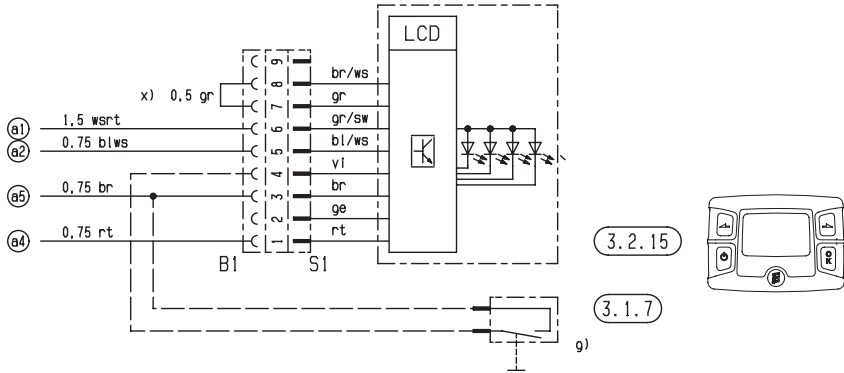 LCD
9
br/ws
8
x) 0,5 gr
gr
7
a1
1,5 wsrt
gr/sw
6
a2
0.75 blws
bl/ws
5
vi
4
a5
0,75 br
br
3
ge
2
a4
0,75 rt
rt
1
B1
S1
3.2.15
OK
3.1.7
g)